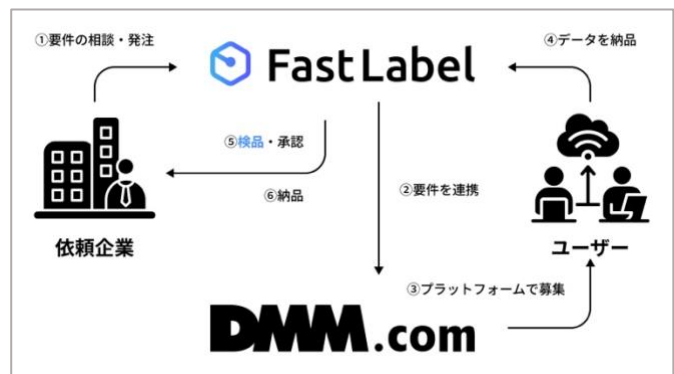 ①要件の相談・発注
④データを納品
FastLabel
⑤検品・承認
⑥納品
②要件を連携
依頼企業
ユーザー
③プラットフォームで募集
DMM.com